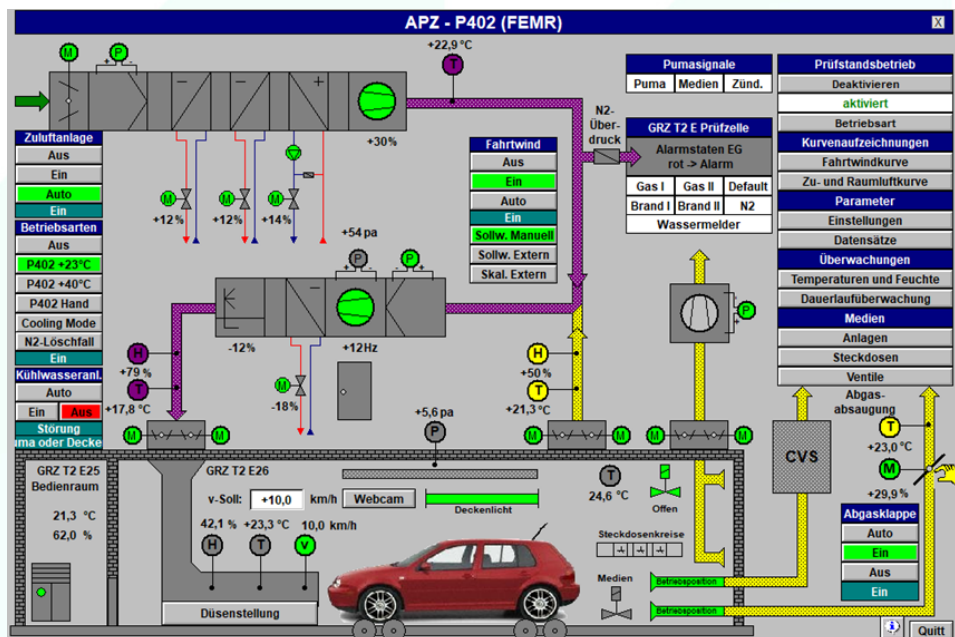 APZ - P402 (FEMR)
X
M
P
+ -
- - +
+30%
+22,9 °C
T
N2-
Über-
druck
M +12%
M +12%
M +14%
Zuluftanlage
Aus
Ein
Auto
Ein
Betriebsarten
Aus
P402 +23°C
P402 +40°C
P402 Hand
Cooling Mode
N2-Löschfall
Ein
Kühlwasseranl.
Auto
Ein Aus
Störung
uma oder Decke
Fahrtwind
Aus
Ein
Auto
Ein
Sollw. Manuell
Sollw. Extern
Skal. Extern
Pumasignale
Puma Medien Zünd.
GRZ T2 E Prüfzelle
Alarmstaten EG
rot -> Alarm
Gas I Gas II Default
Brand I Brand II N2
Wassermelder
Prüfstandsbetrieb
Deaktivieren
aktiviert
Betriebsart
Kurvenaufzeichnungen
Fahrtwindkurve
Zu- und Raumluftkurve
Parameter
Einstellungen
Datensätze
Überwachungen
Temperaturen und Feuchte
Dauerlaufüberwachung
Medien
Anlagen
Steckdosen
Ventile
+54 pa
P
+ -
P
+ -
-12%
+12Hz
M
-18%
H
+79 %
T
+17,8 °C
H
+50 %
T
+21,3 °C
P
- +
+5,6 pa
P
M M
M M
M M
Abgas-
absaugung
T
+23,0 °C
M
+29,9 %
CVS
Abgasklappe
Auto
Ein
Aus
Ein
GRZ T2 E25
Bedienraum
21,3 °C
62,0 %
GRZ T2 E26
v-Soll: +10,0 km/h
Webcam
Deckenlicht
42,1 % +23,3 °C 10,0 km/h
H T V
Düsenstellung
T
24,6 °C
Offen
Steckdosenkreise
Medien
Betriebsposition
Betriebsposition
i
Quitt